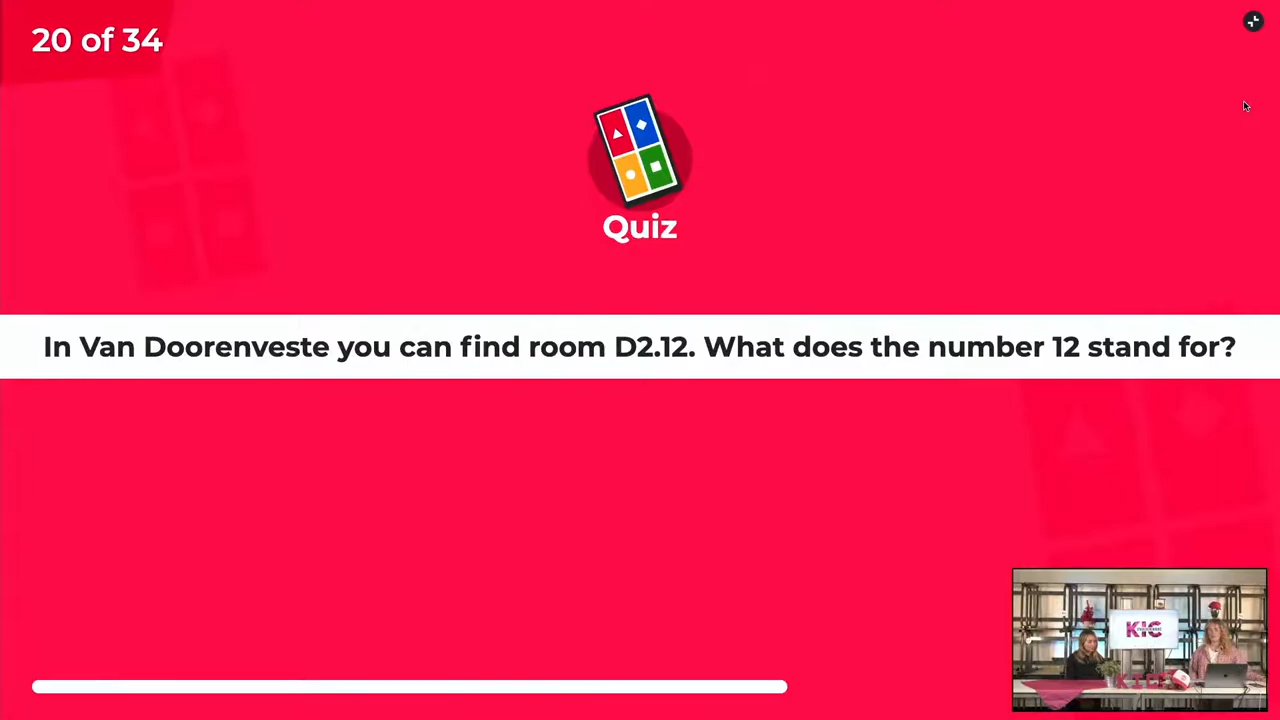 20 of 34
Quiz
In Van Doorenveste you can find room D2.12. What does the number 12 stand for?
KIC